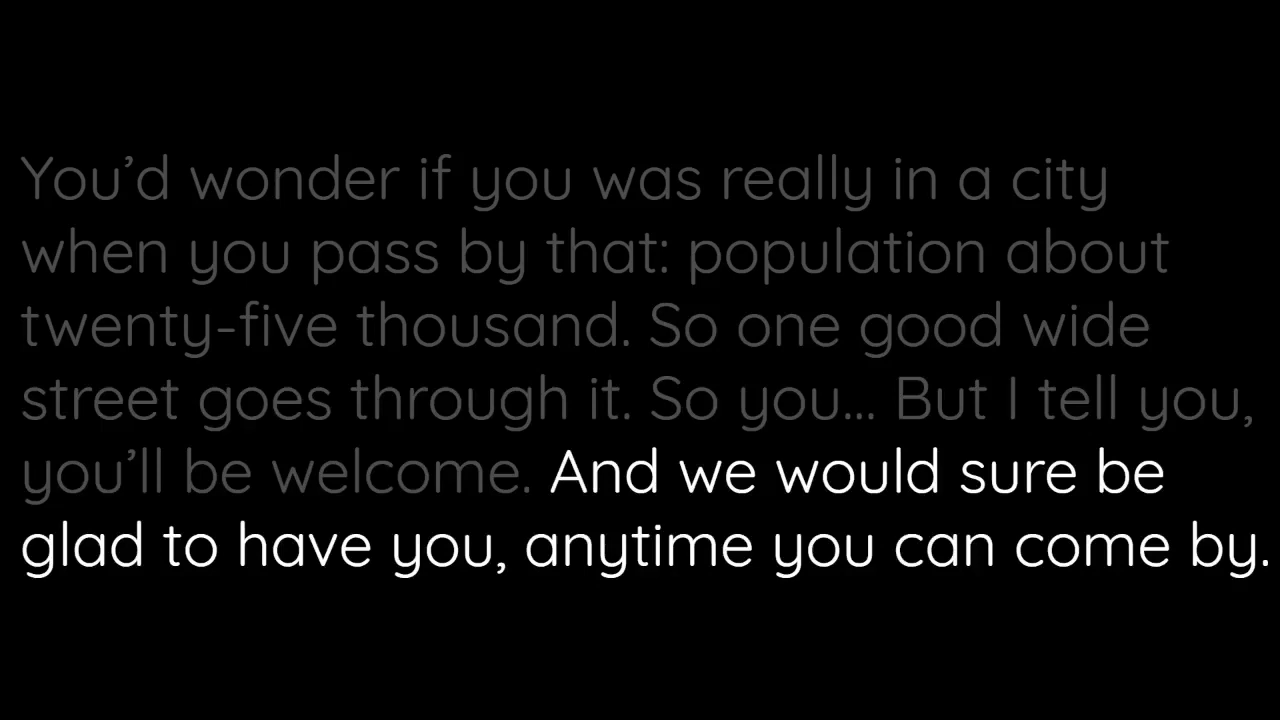 You’d wonder if you was really in a city
when you pass by that: population about
twenty-five thousand. So one good wide
street goes through it. So you... But I tell you,
you’ll be welcome. And we would sure be
glad to have you, anytime you can come by.